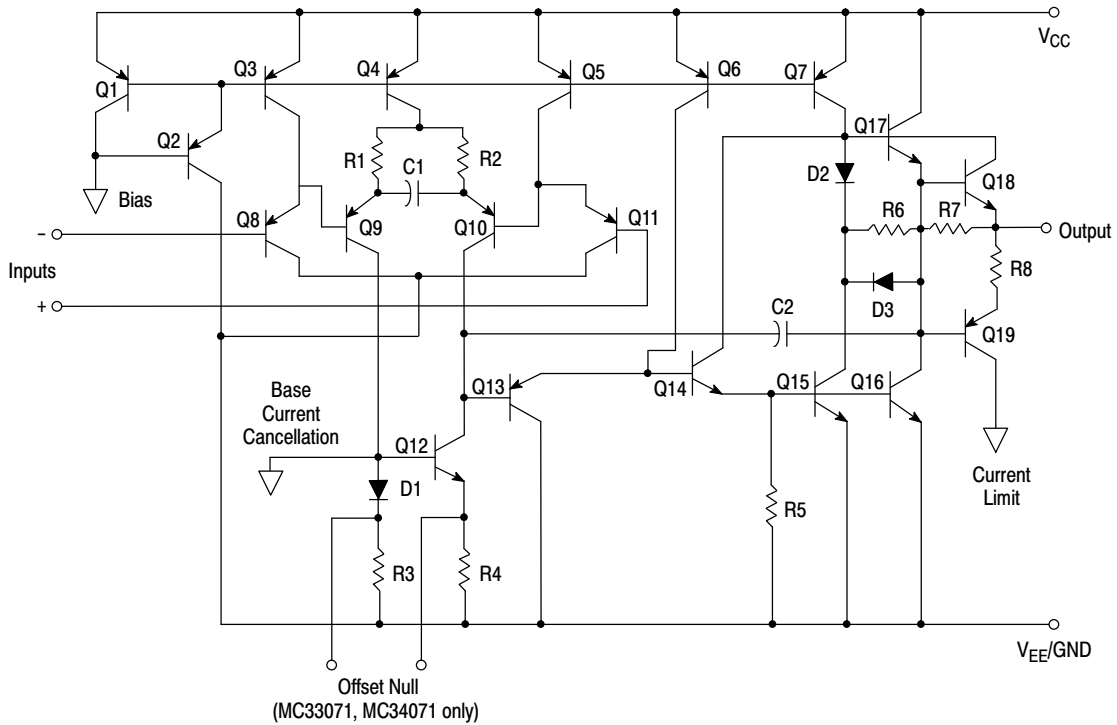 VCC
Q1
Q3
Q4
Q5
Q6
Q7
Q2
Q17
Bias
R1
C1
R2
D2
Q18
Q8
Q9
Q10
Q11
R6
R7
Output
−
Inputs
+
D3
R8
C2
Q19
Base
Current
Cancellation
Q13
Q14
Q15
Q16
Q12
D1
Current
Limit
R5
R3
R4
VEE/GND
Offset Null
(MC33071, MC34071 only)